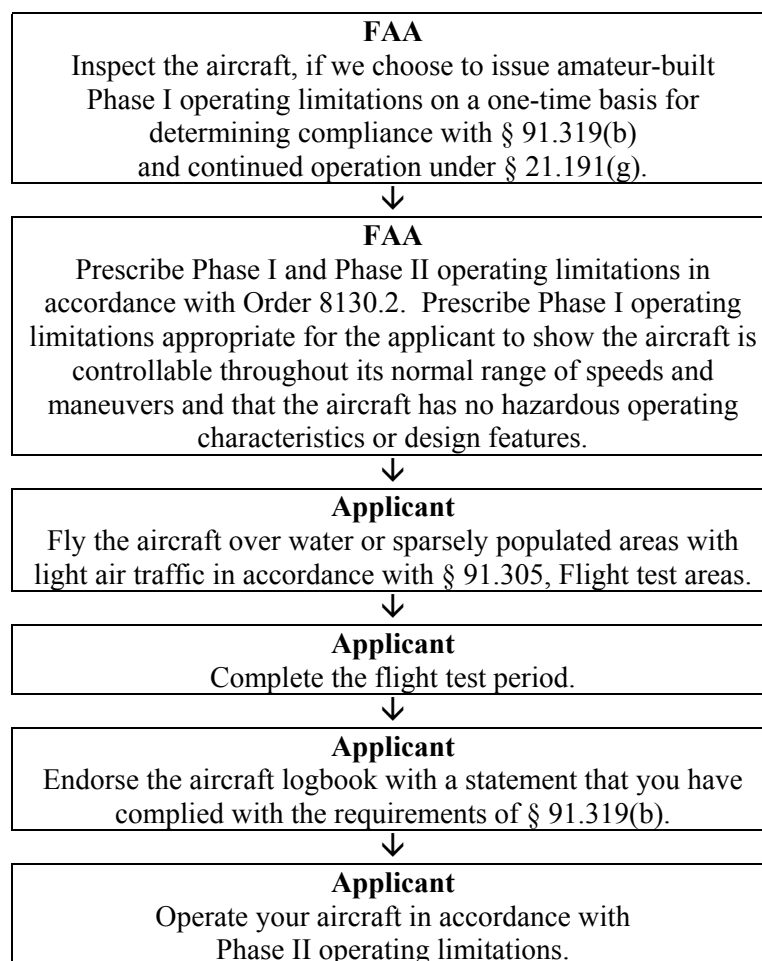 FAA
Inspect the aircraft, if we choose to issue amateur-built
Phase I operating limitations on a one-time basis for
determining compliance with § 91.319(b)
and continued operation under § 21.191(g).
↓
FAA
Prescribe Phase I and Phase II operating limitations in
accordance with Order 8130.2.  Prescribe Phase I operating
limitations appropriate for the applicant to show the aircraft is
controllable throughout its normal range of speeds and
maneuvers and that the aircraft has no hazardous operating
characteristics or design features.
↓
Applicant
Fly the aircraft over water or sparsely populated areas with
light air traffic in accordance with § 91.305, Flight test areas.
↓
Applicant
Complete the flight test period.
↓
Applicant
Endorse the aircraft logbook with a statement that you have
complied with the requirements of § 91.319(b).
↓
Applicant
Operate your aircraft in accordance with
Phase II operating limitations.